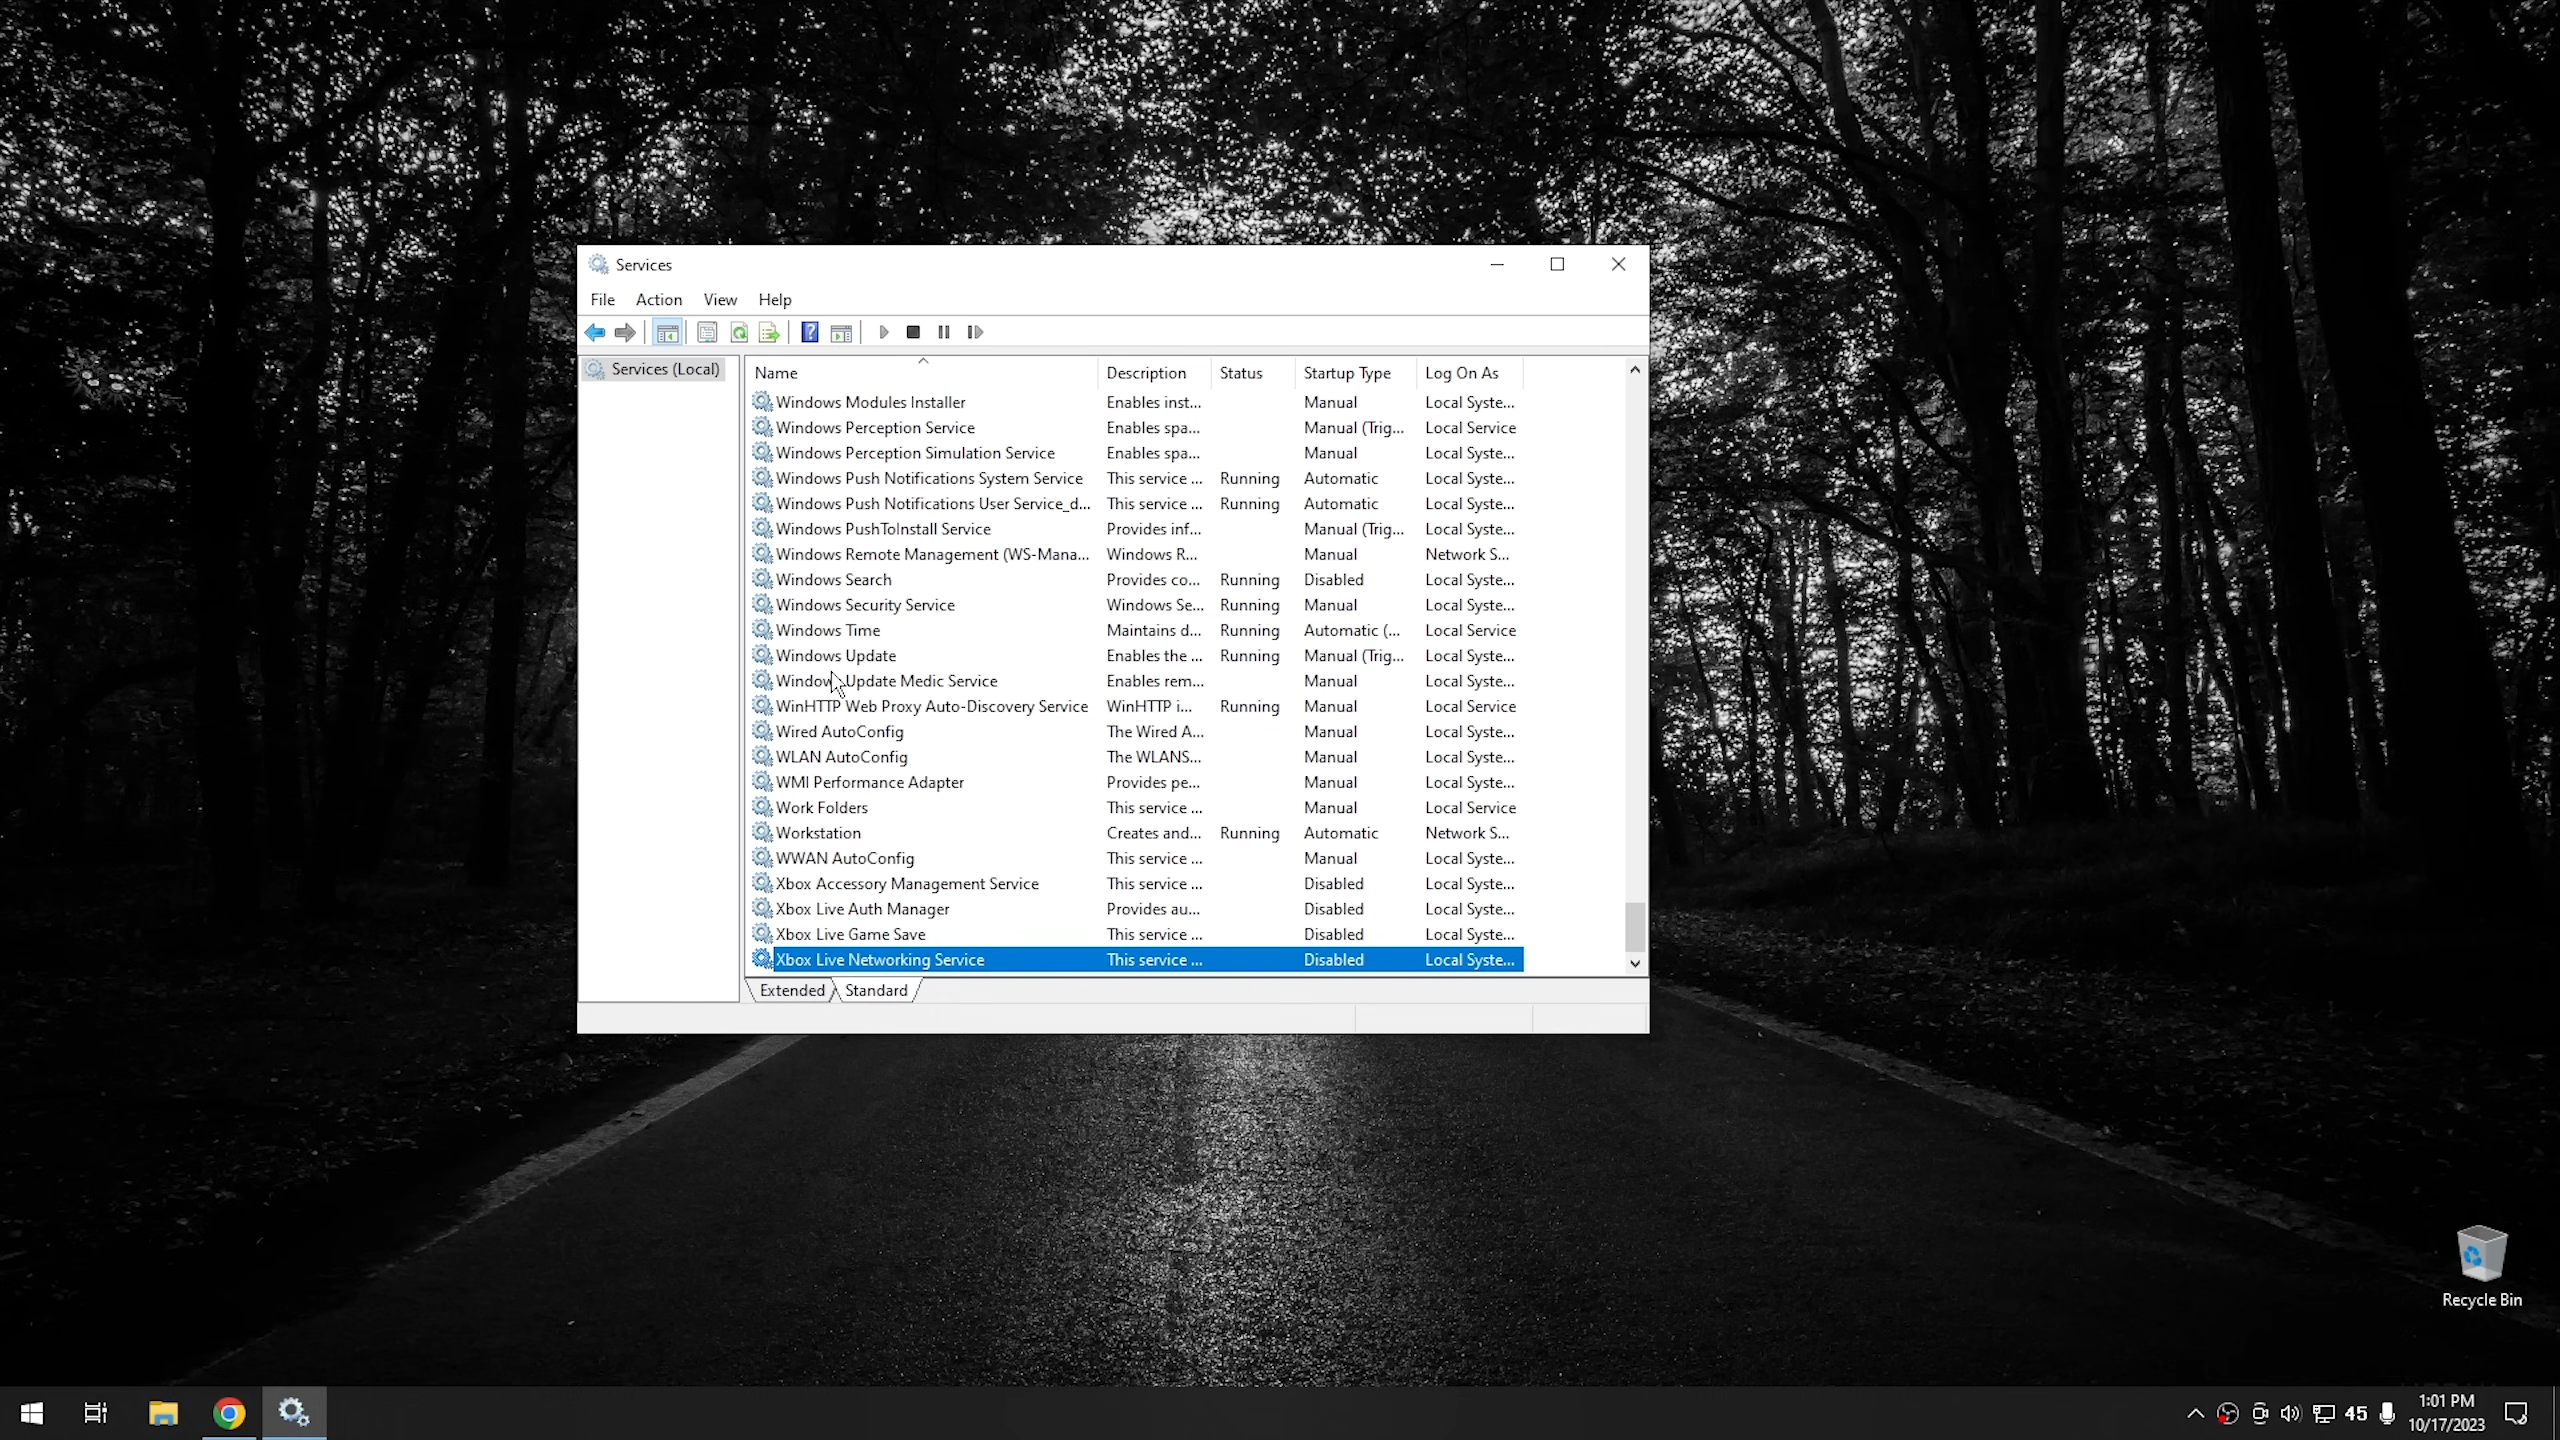 Services
File Action View Help
Services (Local)
Name Description Status Startup Type Log On As
Windows Modules Installer Enables inst... Manual Local Syste...
Windows Perception Service Enables spa... Manual (Trig... Local Service
Windows Perception Simulation Service Enables spa... Manual Local Syste...
Windows Push Notifications System Service This service ... Running Automatic Local Syste...
Windows Push Notifications User Service_d... This service ... Running Automatic Local Syste...
Windows PushToInstall Service Provides inf... Manual (Trig... Local Syste...
Windows Remote Management (WS-Mana... Windows R... Manual Network S...
Windows Search Provides co... Running Disabled Local Syste...
Windows Security Service Windows Se... Running Manual Local Syste...
Windows Time Maintains d... Running Automatic (... Local Service
Windows Update Enables the ... Running Manual (Trig... Local Syste...
Windows Update Medic Service Enables rem... Manual Local Syste...
WinHTTP Web Proxy Auto-Discovery Service WinHTTP i... Running Manual Local Service
Wired AutoConfig The Wired A... Manual Local Syste...
WLAN AutoConfig The WLANS... Manual Local Syste...
WMI Performance Adapter Provides pe... Manual Local Syste...
Work Folders This service ... Manual Local Service
Workstation Creates and... Running Automatic Network S...
WWAN AutoConfig This service ... Manual Local Syste...
Xbox Accessory Management Service This service ... Disabled Local Syste...
Xbox Live Auth Manager Provides au... Disabled Local Syste...
Xbox Live Game Save This service ... Disabled Local Syste...
Xbox Live Networking Service This service ... Disabled Local Syste...
Extended Standard
Recycle Bin
45
1:01 PM
10/17/2023